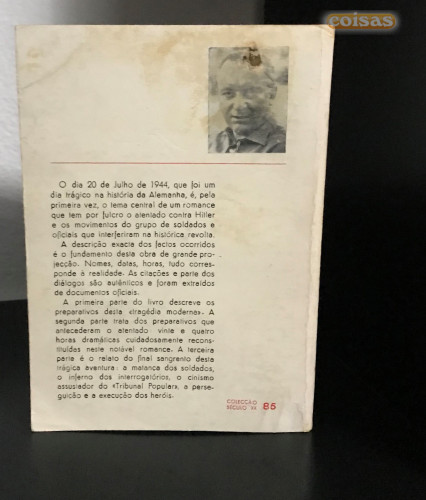 coisas
O dia 20 de Julho de 1944, que foi um
dia trágico na história da Alemanha, é, pela
primeira vez, o tema central de um romance
que tem por fulcro o atentado contra Hitler
e os movimentos do grupo de soldados e
oficiais que interferiram na histórica revolta.
A descrição exacta dos factos ocorridos
é o fundamento desta obra de grande pro-
jecção. Nomes, datas, horas, tudo corres-
ponde à realidade. As citações e parte dos
diálogos são autênticos e foram extraídos
de documentos oficiais.
A primeira parte do livro descreve os
preparativos desta «tragédia moderna». A
segunda parte trata dos preparativos que
antecederam o atentado vinte e quatro
horas dramáticas cuidadosamente recons-
tituídas neste notável romance. A terceira
parte é o relato do final sangrento desta
trágica aventura: a matança dos soldados,
o inferno dos interrogatórios, o cinismo
assustador do «Tribunal Popular», a perse-
guição e a execução dos heróis.
COLECÇÃO
SÉCULO XX 85